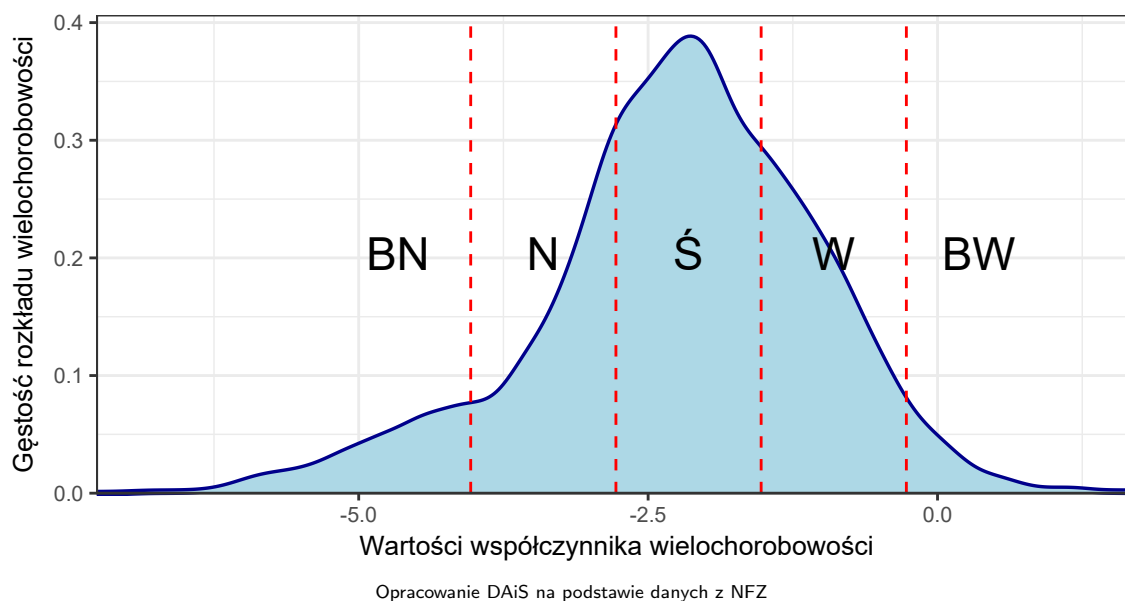 Gęstość rozkładu wielochorobowości
0.4
0.3
0.2
0.1
0.0
BN N Ś W BW
-5.0 -2.5 0.0
Wartości współczynnika wielochorobowości
Opracowanie DAiS na podstawie danych z NFZ